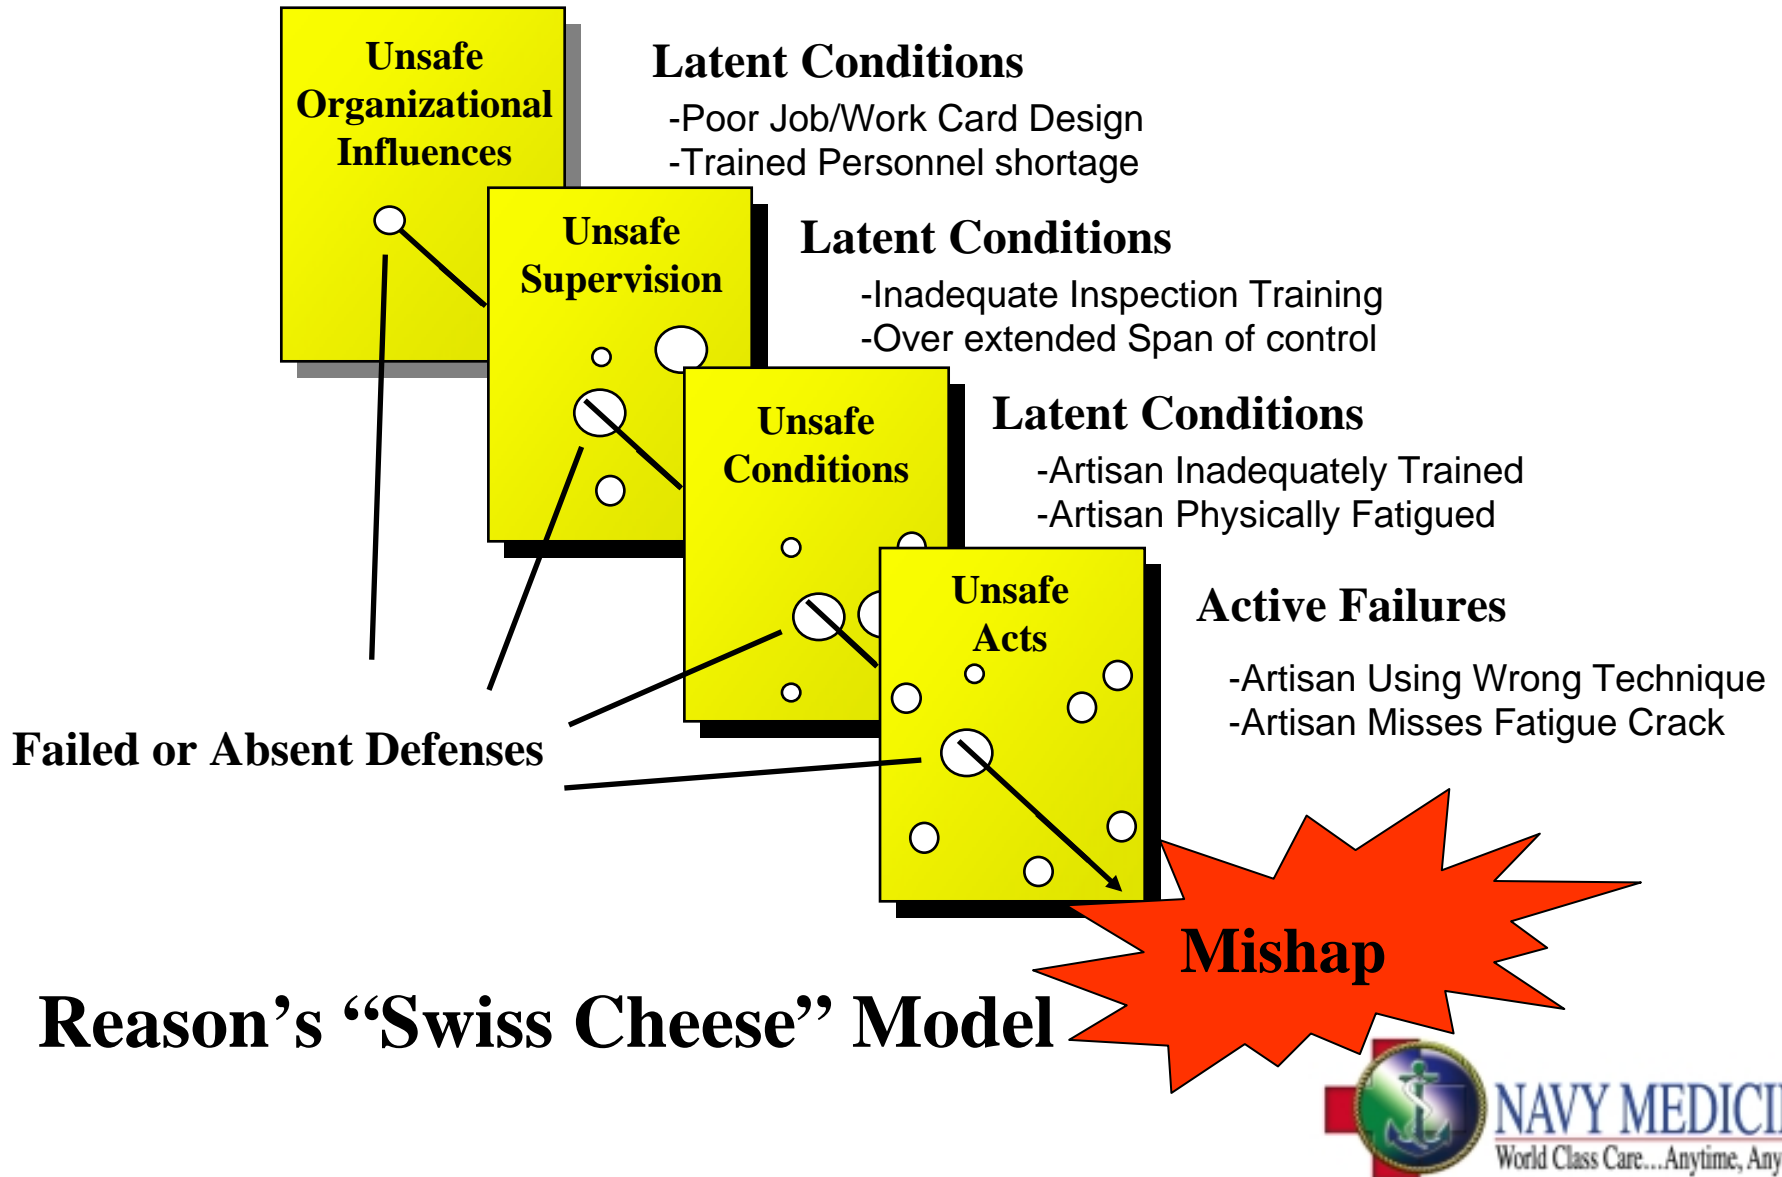 Unsafe
Organizational
Influences
Latent Conditions
-Poor Job/Work Card Design
-Trained Personnel shortage
Unsafe
Supervision
Latent Conditions
-Inadequate Inspection Training
-Over extended Span of control
Unsafe
Conditions
Latent Conditions
-Artisan Inadequately Trained
-Artisan Physically Fatigued
Unsafe
Acts
Active Failures
-Artisan Using Wrong Technique
-Artisan Misses Fatigue Crack
Failed or Absent Defenses
Mishap
Reason’s “Swiss Cheese” Model
NAVY
World Class Care...Anytime,